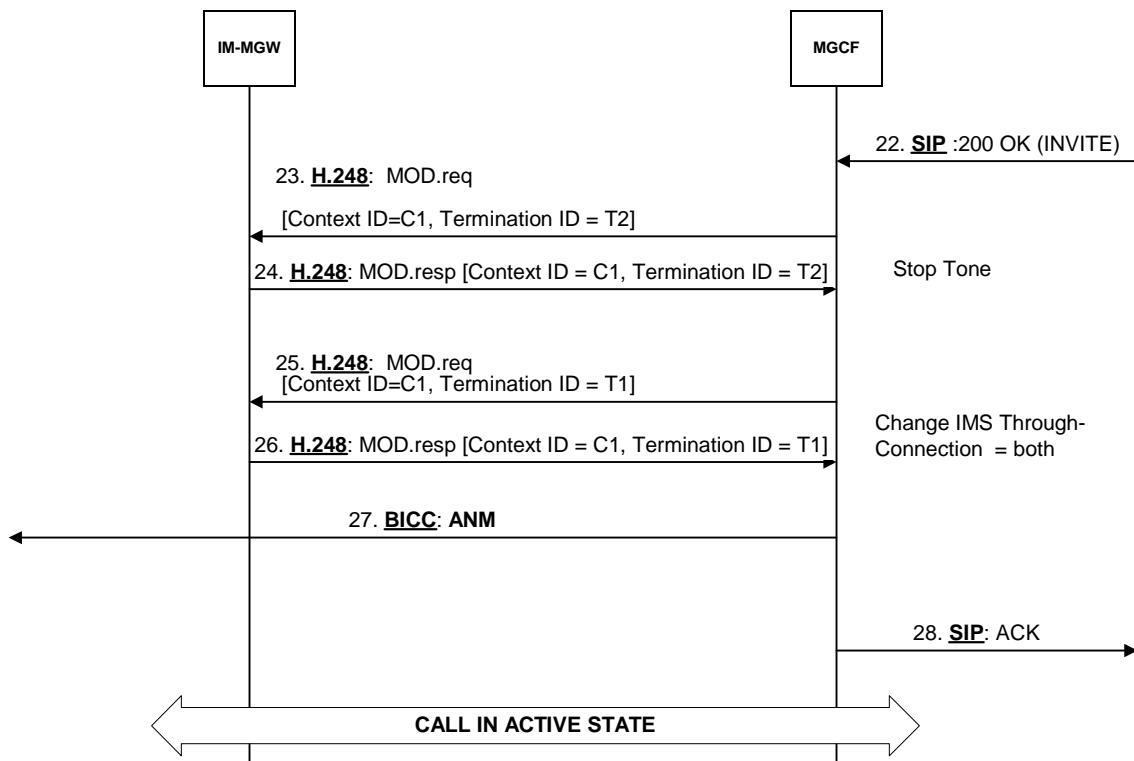 IM-MGW
MGCF
22. SIP :200 OK (INVITE)
23. H.248: MOD.req
[Context ID=C1, Termination ID = T2]
24. H.248: MOD.resp [Context ID = C1, Termination ID = T2]
Stop Tone
25. H.248: MOD.req
[Context ID=C1, Termination ID = T1]
26. H.248: MOD.resp [Context ID = C1, Termination ID = T1]
Change IMS Through-
Connection = both
27. BICC: ANM
28. SIP: ACK
CALL IN ACTIVE STATE